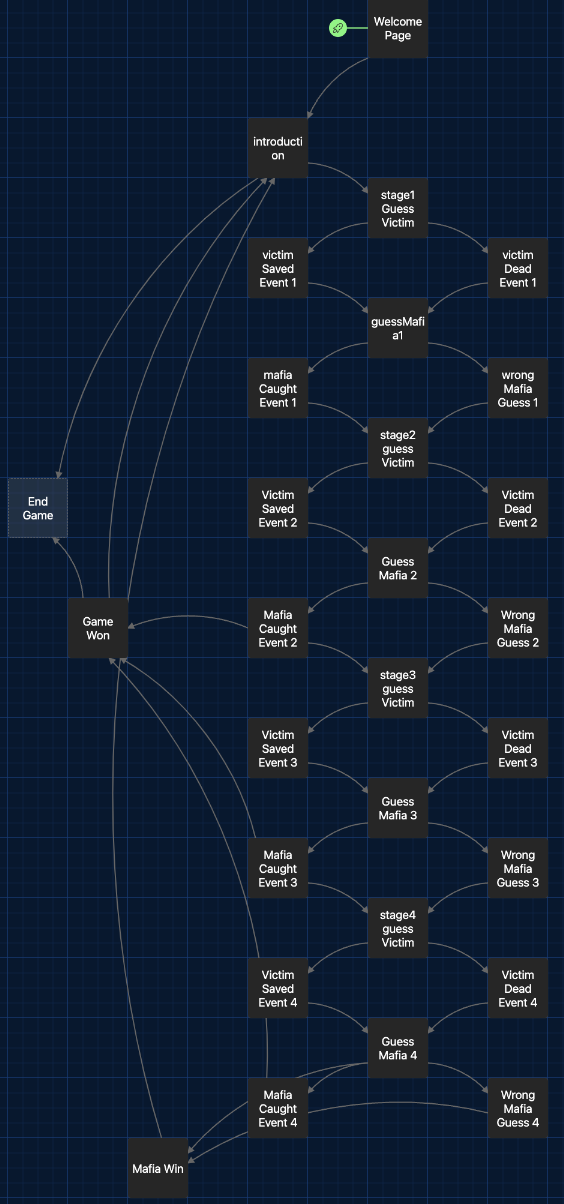 Welcome
Page
introducti
on
stage1
Guess
Victim
victim
Saved
Event 1
victim
Dead
Event 1
guessMafi
a1
mafia
Caught
Event 1
wrong
Mafia
Guess 1
stage2
guess
Victim
End
Game
Victim
Saved
Event 2
Victim
Dead
Event 2
Guess
Mafia 2
Game
Won
Mafia
Caught
Event 2
Wrong
Mafia
Guess 2
stage3
guess
Victim
Victim
Saved
Event 3
Victim
Dead
Event 3
Guess
Mafia 3
Mafia
Caught
Event 3
Wrong
Mafia
Guess 3
stage4
guess
Victim
Victim
Saved
Event 4
Victim
Dead
Event 4
Guess
Mafia 4
Mafia
Caught
Event 4
Wrong
Mafia
Guess 4
Mafia Win